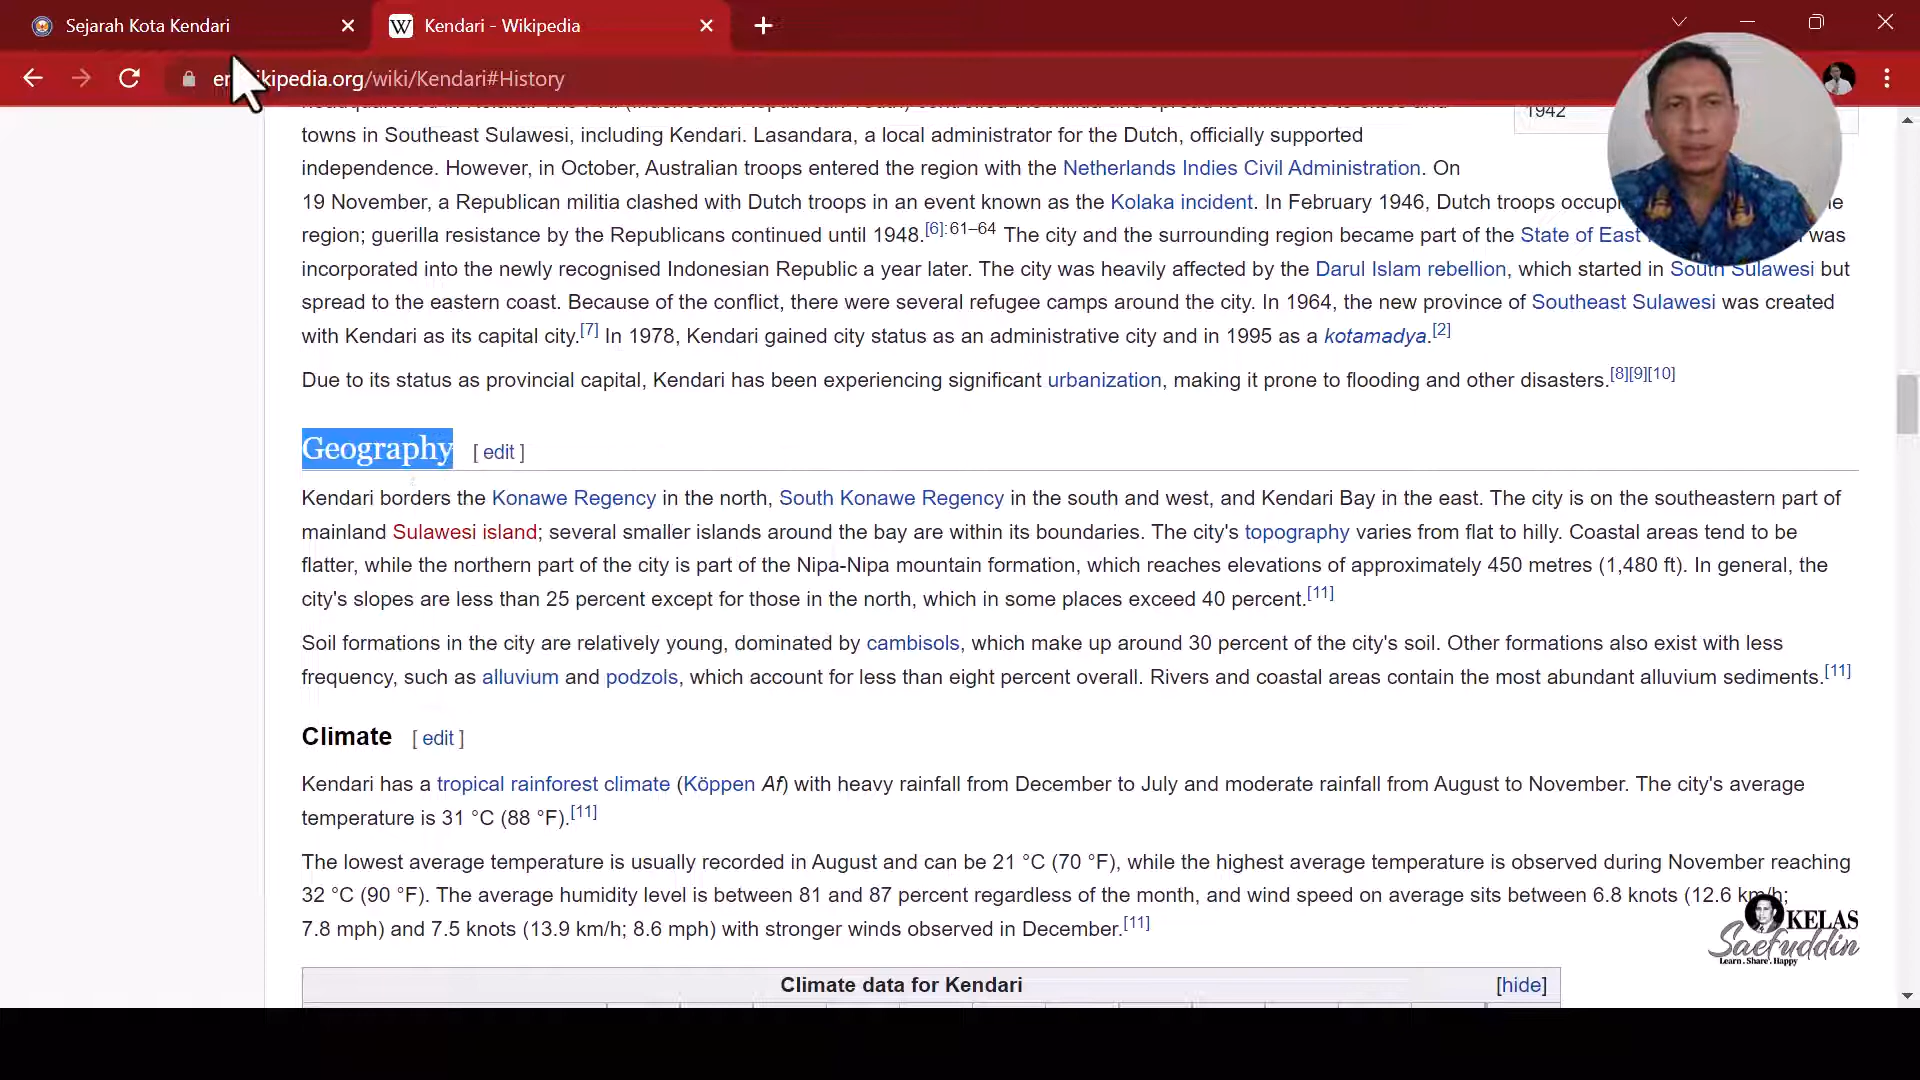 Sejarah Kota Kendari
Kendari - Wikipedia
ikipedia.org/wiki/Kendari#History
1942
towns in Southeast Sulawesi, including Kendari. Lasandara, a local administrator for the Dutch, officially supported
independence. However, in October, Australian troops entered the region with the Netherlands Indies Civil Administration. On
19 November, a Republican militia clashed with Dutch troops in an event known as the Kolaka incident. In February 1946, Dutch troops
region; guerilla resistance by the Republicans continued until 1948.[6]:61–64 The city and the surrounding region became part of the State of East was
incorporated into the newly recognised Indonesian Republic a year later. The city was heavily affected by the Darul Islam rebellion, which started in South Sulawesi but
spread to the eastern coast. Because of the conflict, there were several refugee camps around the city. In 1964, the new province of Southeast Sulawesi was created
with Kendari as its capital city.[7] In 1978, Kendari gained city status as an administrative city and in 1995 as a kotamadya.[2]
Due to its status as provincial capital, Kendari has been experiencing significant urbanization, making it prone to flooding and other disasters.[8][9][10]
Geography [ edit ]
Kendari borders the Konawe Regency in the north, South Konawe Regency in the south and west, and Kendari Bay in the east. The city is on the southeastern part of
mainland Sulawesi island; several smaller islands around the bay are within its boundaries. The city's topography varies from flat to hilly. Coastal areas tend to be
flatter, while the northern part of the city is part of the Nipa-Nipa mountain formation, which reaches elevations of approximately 450 metres (1,480 ft). In general, the
city's slopes are less than 25 percent except for those in the north, which in some places exceed 40 percent.[11]
Soil formations in the city are relatively young, dominated by cambisols, which make up around 30 percent of the city's soil. Other formations also exist with less
frequency, such as alluvium and podzols, which account for less than eight percent overall. Rivers and coastal areas contain the most abundant alluvium sediments.[11]
Climate [ edit ]
Kendari has a tropical rainforest climate (Köppen Af) with heavy rainfall from December to July and moderate rainfall from August to November. The city's average
temperature is 31 °C (88 °F).[11]
The lowest average temperature is usually recorded in August and can be 21 °C (70 °F), while the highest average temperature is observed during November reaching
32 °C (90 °F). The average humidity level is between 81 and 87 percent regardless of the month, and wind speed on average sits between 6.8 knots (12.6 km/h;
7.8 mph) and 7.5 knots (13.9 km/h; 8.6 mph) with stronger winds observed in December.[11]
KELAS
Saefuddin
Learn . Share . Happy
Climate data for Kendari [hide]